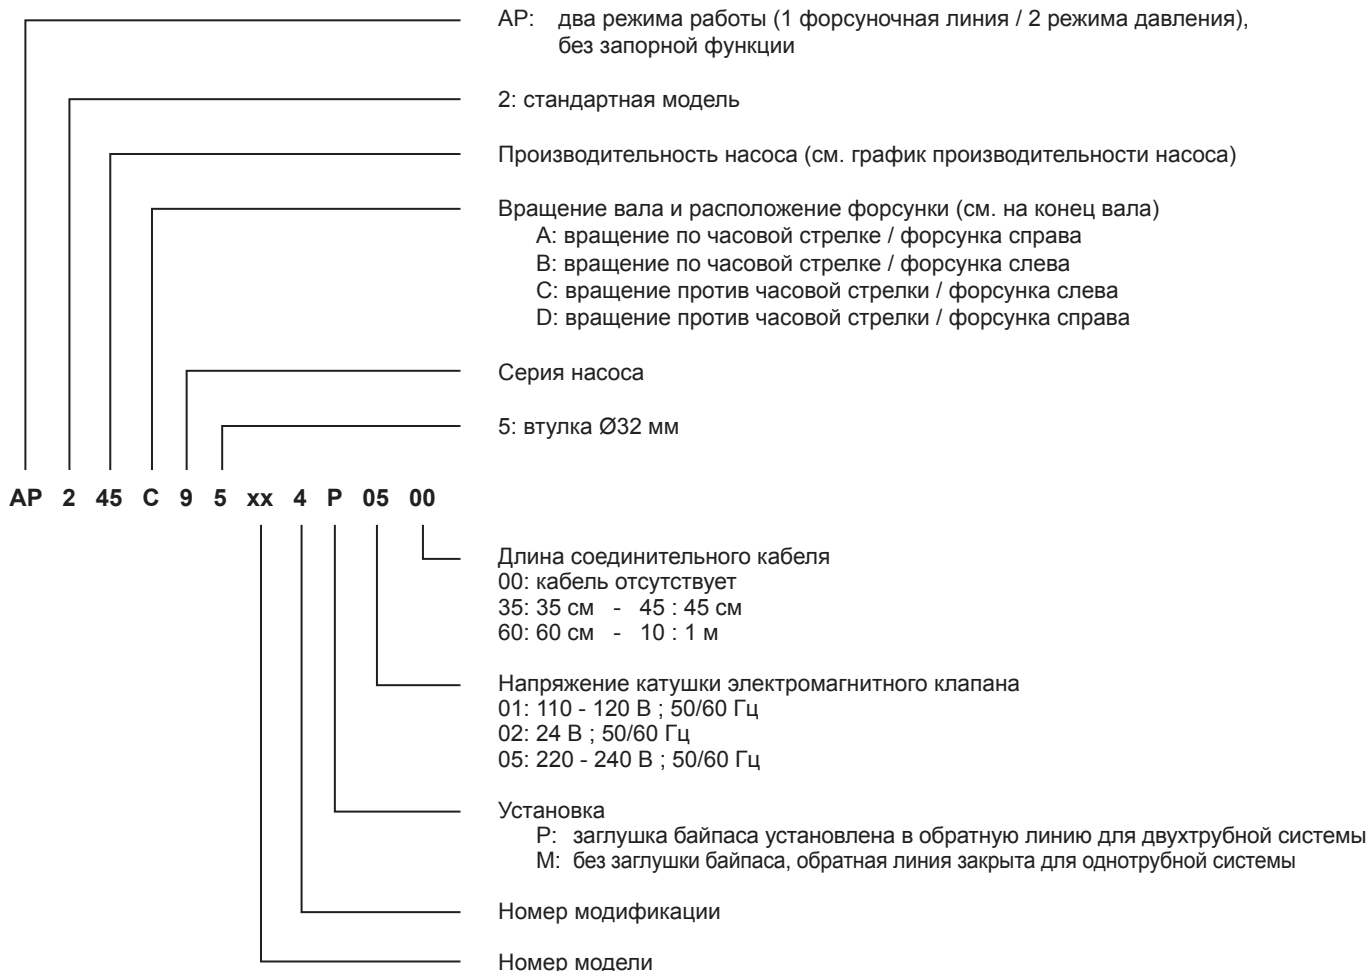 AP: два режима работы (1 форсуночная линия / 2 режима давления),
без запорной функции
2: стандартная модель
Производительность насоса (см. график производительности насоса)
Вращение вала и расположение форсунки (см. на конец вала)
A: вращение по часовой стрелке / форсунка справа
B: вращение по часовой стрелке / форсунка слева
C: вращение против часовой стрелки / форсунка слева
D: вращение против часовой стрелки / форсунка справа
Серия насоса
5: втулка Ø32 мм
AP 2 45 C 9 5 xx 4 P 05 00
Длина соединительного кабеля
00: кабель отсутствует
35: 35 см - 45 : 45 см
60: 60 см - 10 : 1 м
Напряжение катушки электромагнитного клапана
01: 110 - 120 В ; 50/60 Гц
02: 24 В ; 50/60 Гц
05: 220 - 240 В ; 50/60 Гц
Установка
P: заглушка байпаса установлена в обратную линию для двухтрубной системы
M: без заглушки байпаса, обратная линия закрыта для однотрубной системы
Номер модификации
Номер модели